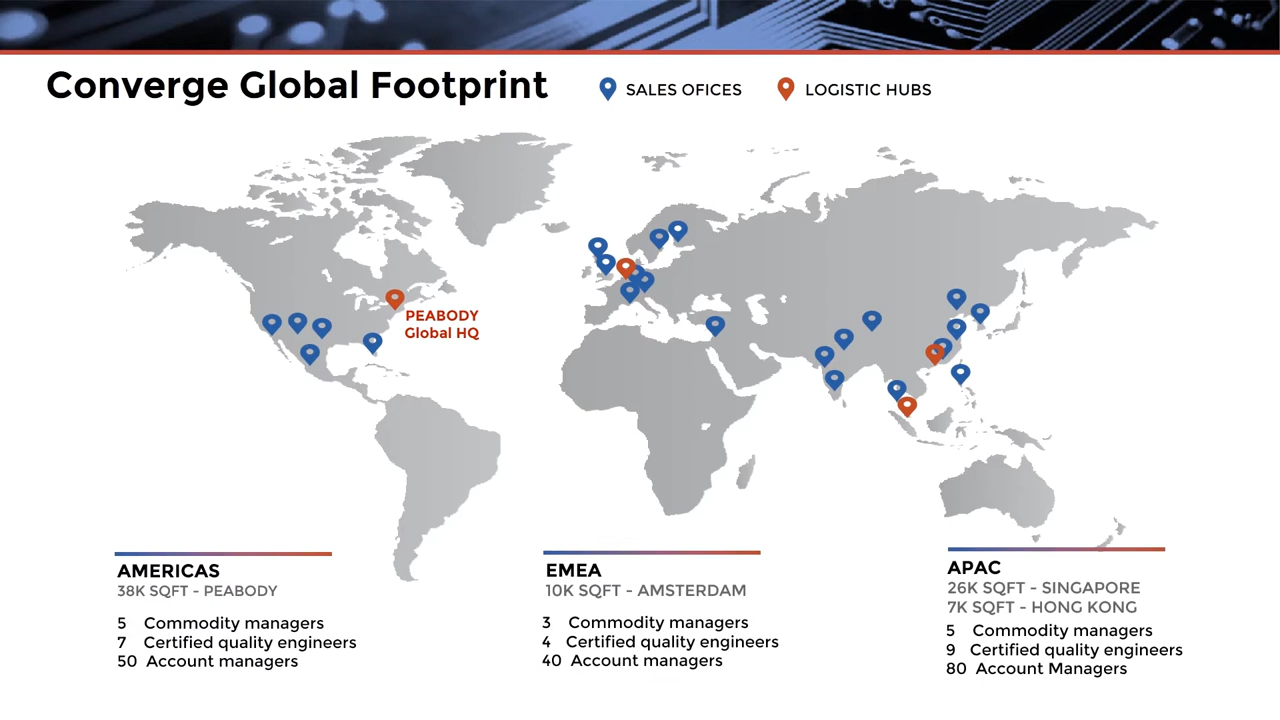 Converge Global Footprint
SALES OFICES
LOGISTIC HUBS
PEABODY
Global HQ
AMERICAS
38K SQFT - PEABODY
5 Commodity managers
7 Certified quality engineers
50 Account managers
EMEA
10K SQFT - AMSTERDAM
3 Commodity managers
4 Certified quality engineers
40 Account managers
APAC
26K SQFT - SINGAPORE
7K SQFT - HONG KONG
5 Commodity managers
9 Certified quality engineers
80 Account Managers